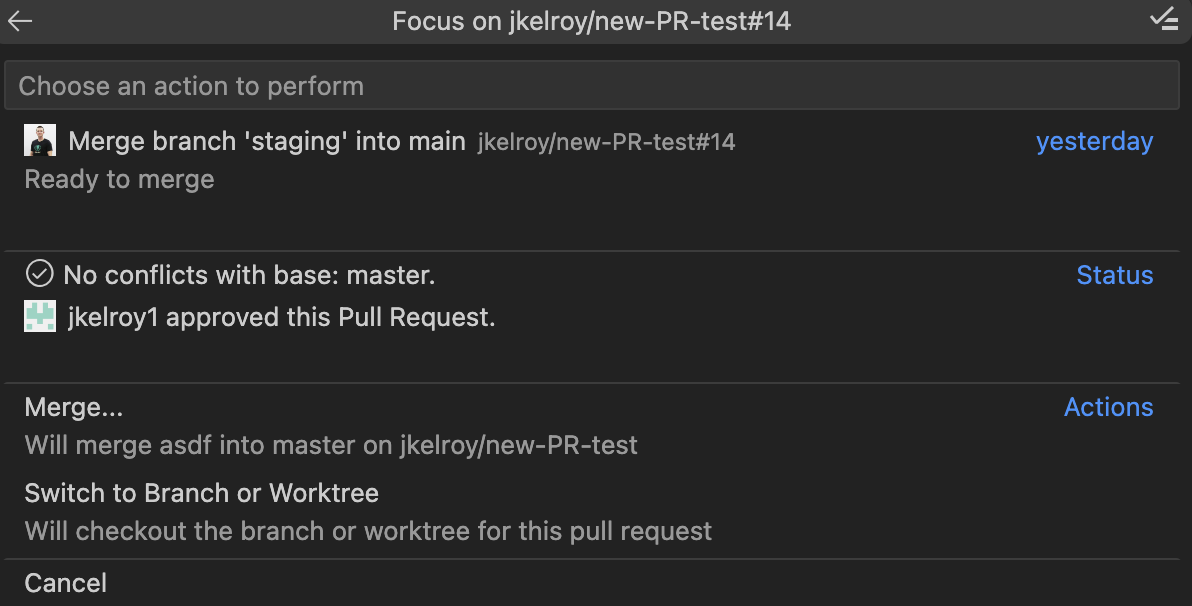 Focus on jkelroy/new-PR-test#14
Choose an action to perform
Merge branch 'staging' into main jkelroy/new-PR-test#14 yesterday
Ready to merge
No conflicts with base: master. Status
jkelroy1 approved this Pull Request.
Merge... Actions
Will merge asdf into master on jkelroy/new-PR-test
Switch to Branch or Worktree
Will checkout the branch or worktree for this pull request
Cancel